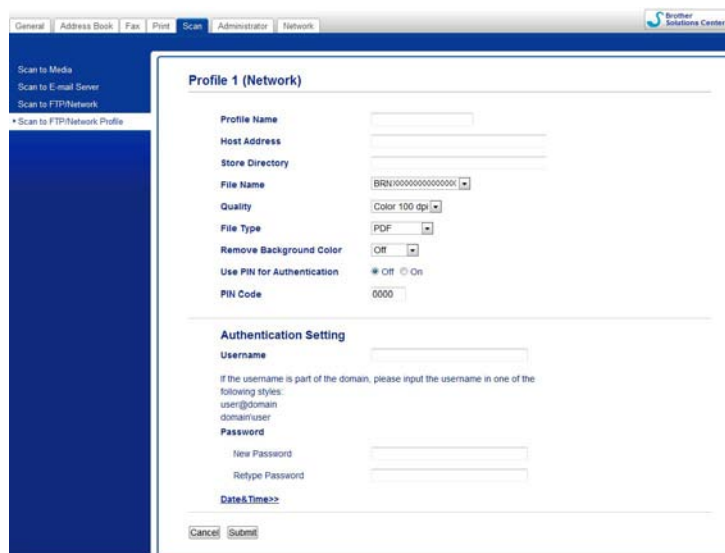 Brother
Solutions Center
General Address Book Fax Print Scan Administrator Network
Scan to Media
Scan to E-mail Server
Scan to FTP/Network
Scan to FTP/Network Profile
Profile 1 (Network)
Profile Name
Host Address
Store Directory
File Name BRNXXXXXXXXXXXX
Quality Color 100 dpi
File Type PDF
Remove Background Color Off
Use PIN for Authentication Off On
PIN Code 0000
Authentication Setting
Username
If the username is part of the domain, please input the username in one of the
following styles:
user@domain
domain\user
Password
New Password
Retype Password
Date&Time>>
Cancel Submit